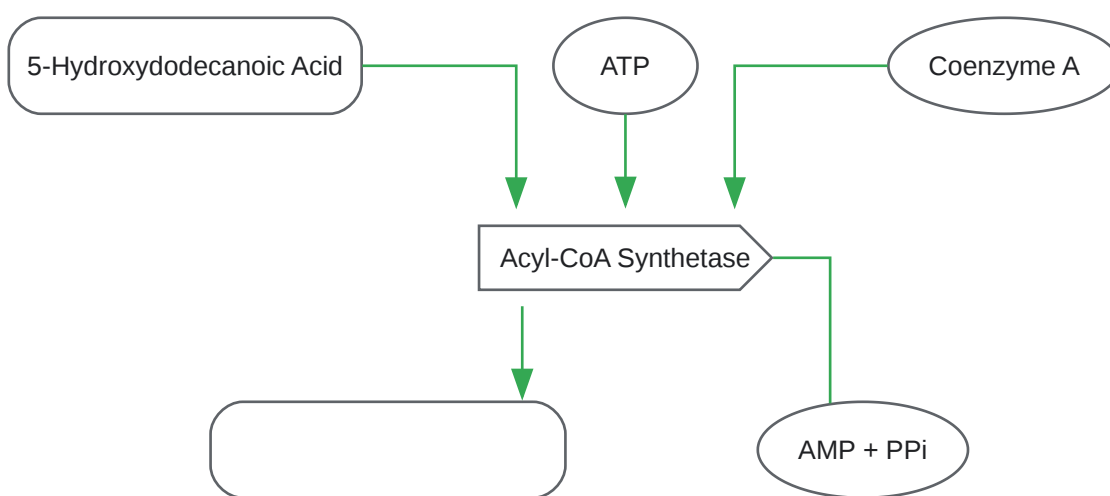 5-Hydroxydodecanoic Acid
ATP
Coenzyme A
Acyl-CoA Synthetase
AMP + PPi